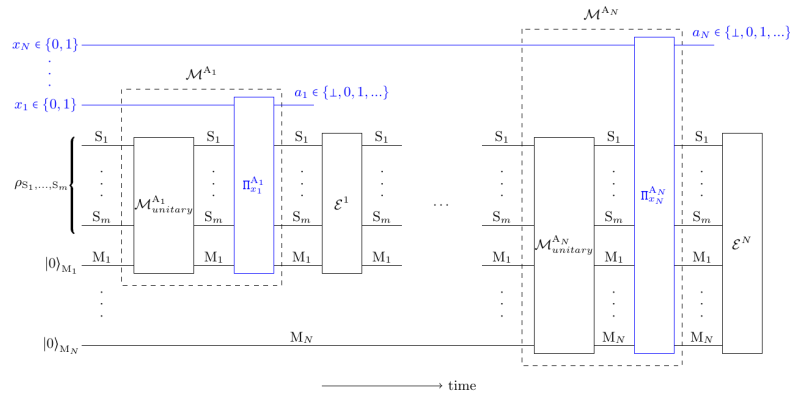 𝓜^{A_N}
x_N ∈ {0, 1}
a_N ∈ {⊥, 0, 1, ...}
𝓜^{A_1}
x_1 ∈ {0, 1}
a_1 ∈ {⊥, 0, 1, ...}
S_1 S_1 S_1 S_1 S_1 S_1 S_1
ρ_{S_1,...,S_m}
𝓜^{A_1}_{unitary} Π^{A_1}_{x_1} ℰ^1 ... 𝓜^{A_N}_{unitary} Π^{A_N}_{x_N} ℰ^N
S_m S_m S_m S_m S_m S_m S_m
|0⟩_{M_1} M_1 M_1 M_1 M_1 M_1 M_1 M_1
|0⟩_{M_N} M_N M_N M_N
time